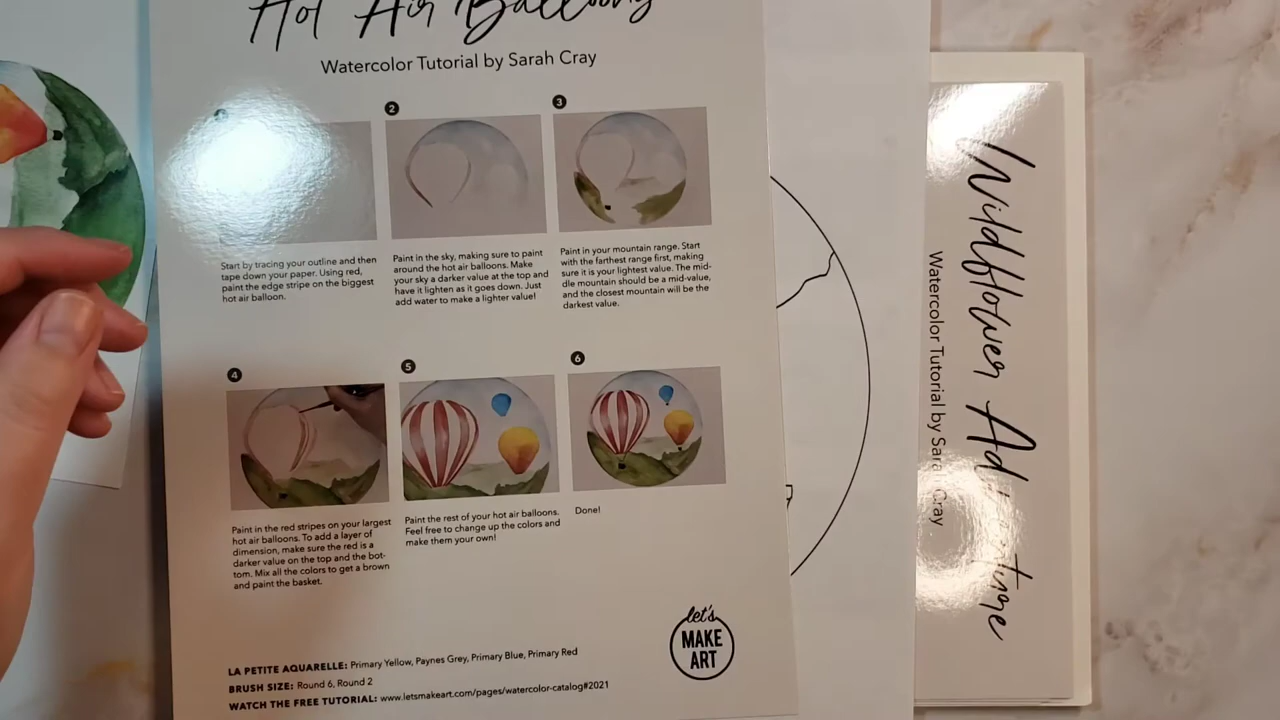 Hot Air Balloons
Watercolor Tutorial by Sarah Cray
2
3
Start by tracing your outline and then
tape down your paper. Using red,
paint the edge stripe on the biggest
hot air balloon.
Paint in the sky, making sure to paint
around the hot air balloons. Make
your sky a darker value at the top and
have it lighten as it goes down. Just
add water to make a lighter value!
Paint in your mountain range. Start
with the farthest range first, making
sure it is your lightest value. The mid-
dle mountain should be a mid-value,
and the closest mountain will be the
darkest value.
4
5
6
Paint in the red stripes on your largest
hot air balloons. To add a layer of
dimension, make sure the red is a
darker value on the top and the bot-
tom. Mix all the colors to get a brown
and paint the basket.
Paint the rest of your hot air balloons.
Feel free to change up the colors and
make them your own!
Done!
LA PETITE AQUARELLE: Primary Yellow, Paynes Grey, Primary Blue, Primary Red
BRUSH SIZE: Round 6, Round 2
WATCH THE FREE TUTORIAL: www.letsmakeart.com/pages/watercolor-catalog#2021
let's
MAKE
ART
Wildflower Adventure
Watercolor Tutorial by Sarah Cray